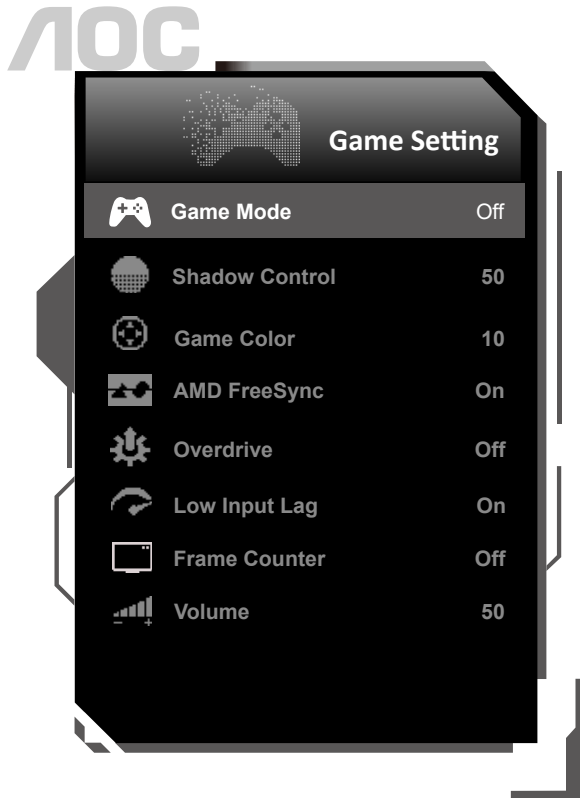 AOC
Game Setting
Game Mode Off
Shadow Control 50
Game Color 10
AMD FreeSync On
Overdrive Off
Low Input Lag On
Frame Counter Off
Volume 50